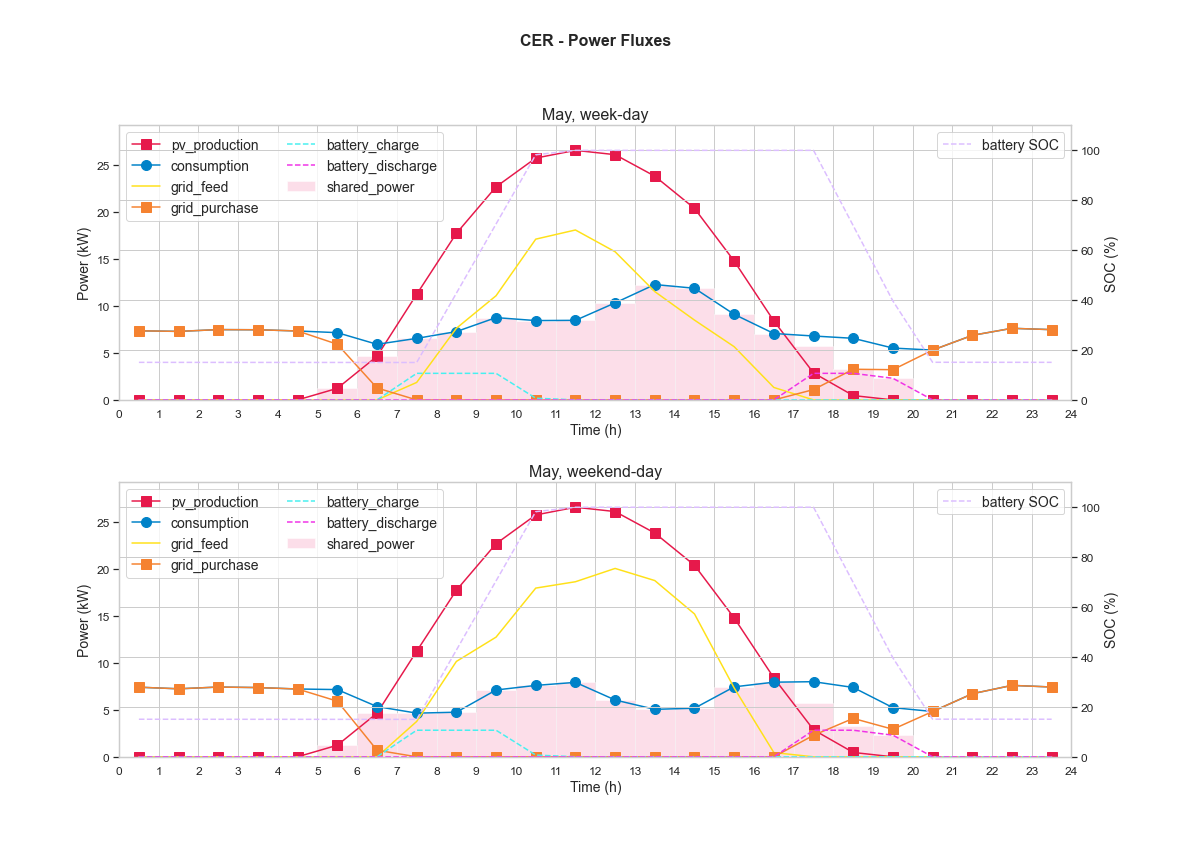 CER - Power Fluxes
May, week-day
pv_production
consumption
grid_feed
grid_purchase
battery_charge
battery_discharge
shared_power
battery SOC
Power (kW)
0
5
10
15
20
25
SOC (%)
0
20
40
60
80
100
0 1 2 3 4 5 6 7 8 9 10 11 12 13 14 15 16 17 18 19 20 21 22 23 24
Time (h)
May, weekend-day
pv_production
consumption
grid_feed
grid_purchase
battery_charge
battery_discharge
shared_power
battery SOC
Power (kW)
0
5
10
15
20
25
SOC (%)
0
20
40
60
80
100
0 1 2 3 4 5 6 7 8 9 10 11 12 13 14 15 16 17 18 19 20 21 22 23 24
Time (h)